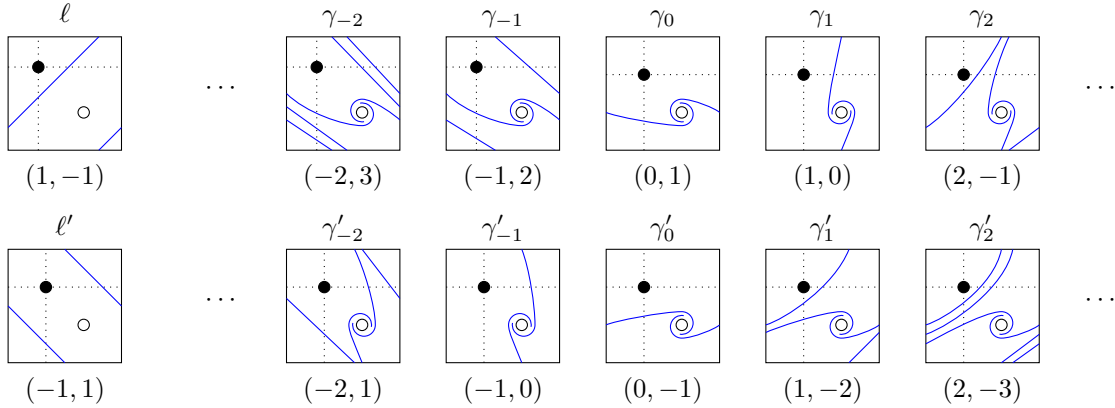 ℓ γ₋₂ γ₋₁ γ₀ γ₁ γ₂
⋯
(1, −1) (−2, 3) (−1, 2) (0, 1) (1, 0) (2, −1)
ℓ′ γ′₋₂ γ′₋₁ γ′₀ γ′₁ γ′₂
⋯ ⋯
(−1, 1) (−2, 1) (−1, 0) (0, −1) (1, −2) (2, −3)